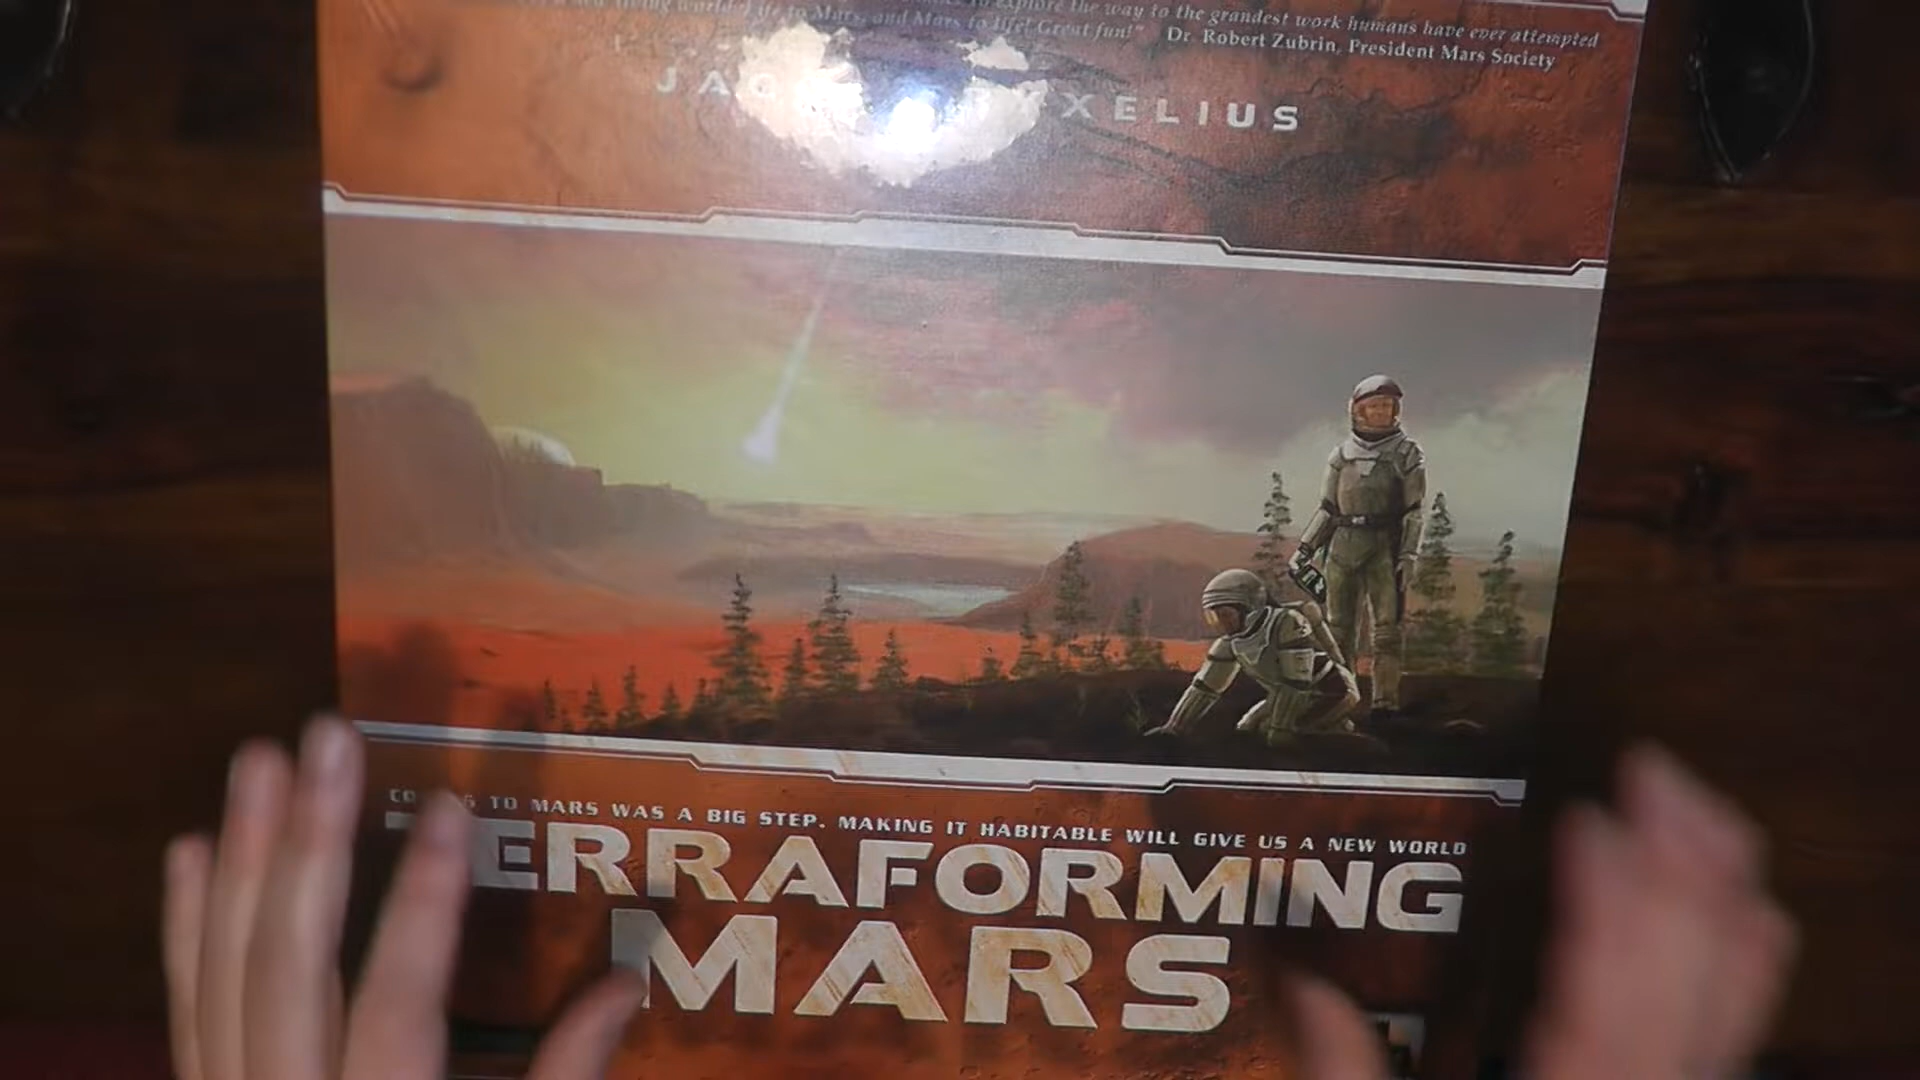 explore the way to the grandest work humans have ever attempted
to Mars, and Mars to life! Great fun!" Dr. Robert Zubrin, President Mars Society
XELIUS
TO MARS WAS A BIG STEP. MAKING IT HABITABLE WILL GIVE US A NEW WORLD
TERRAFORMING
MARS